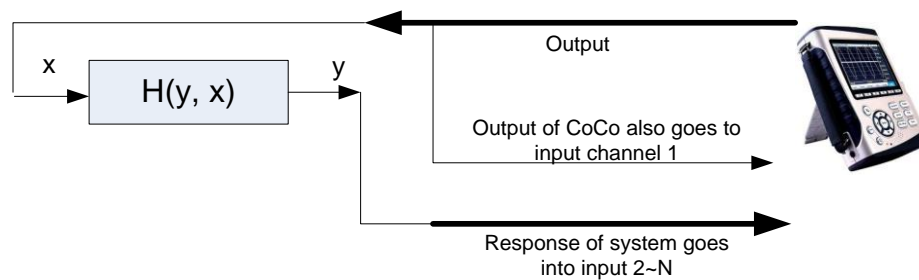 Output
x
y
H(y, x)
Output of CoCo also goes to
input channel 1
Response of system goes
into input 2~N